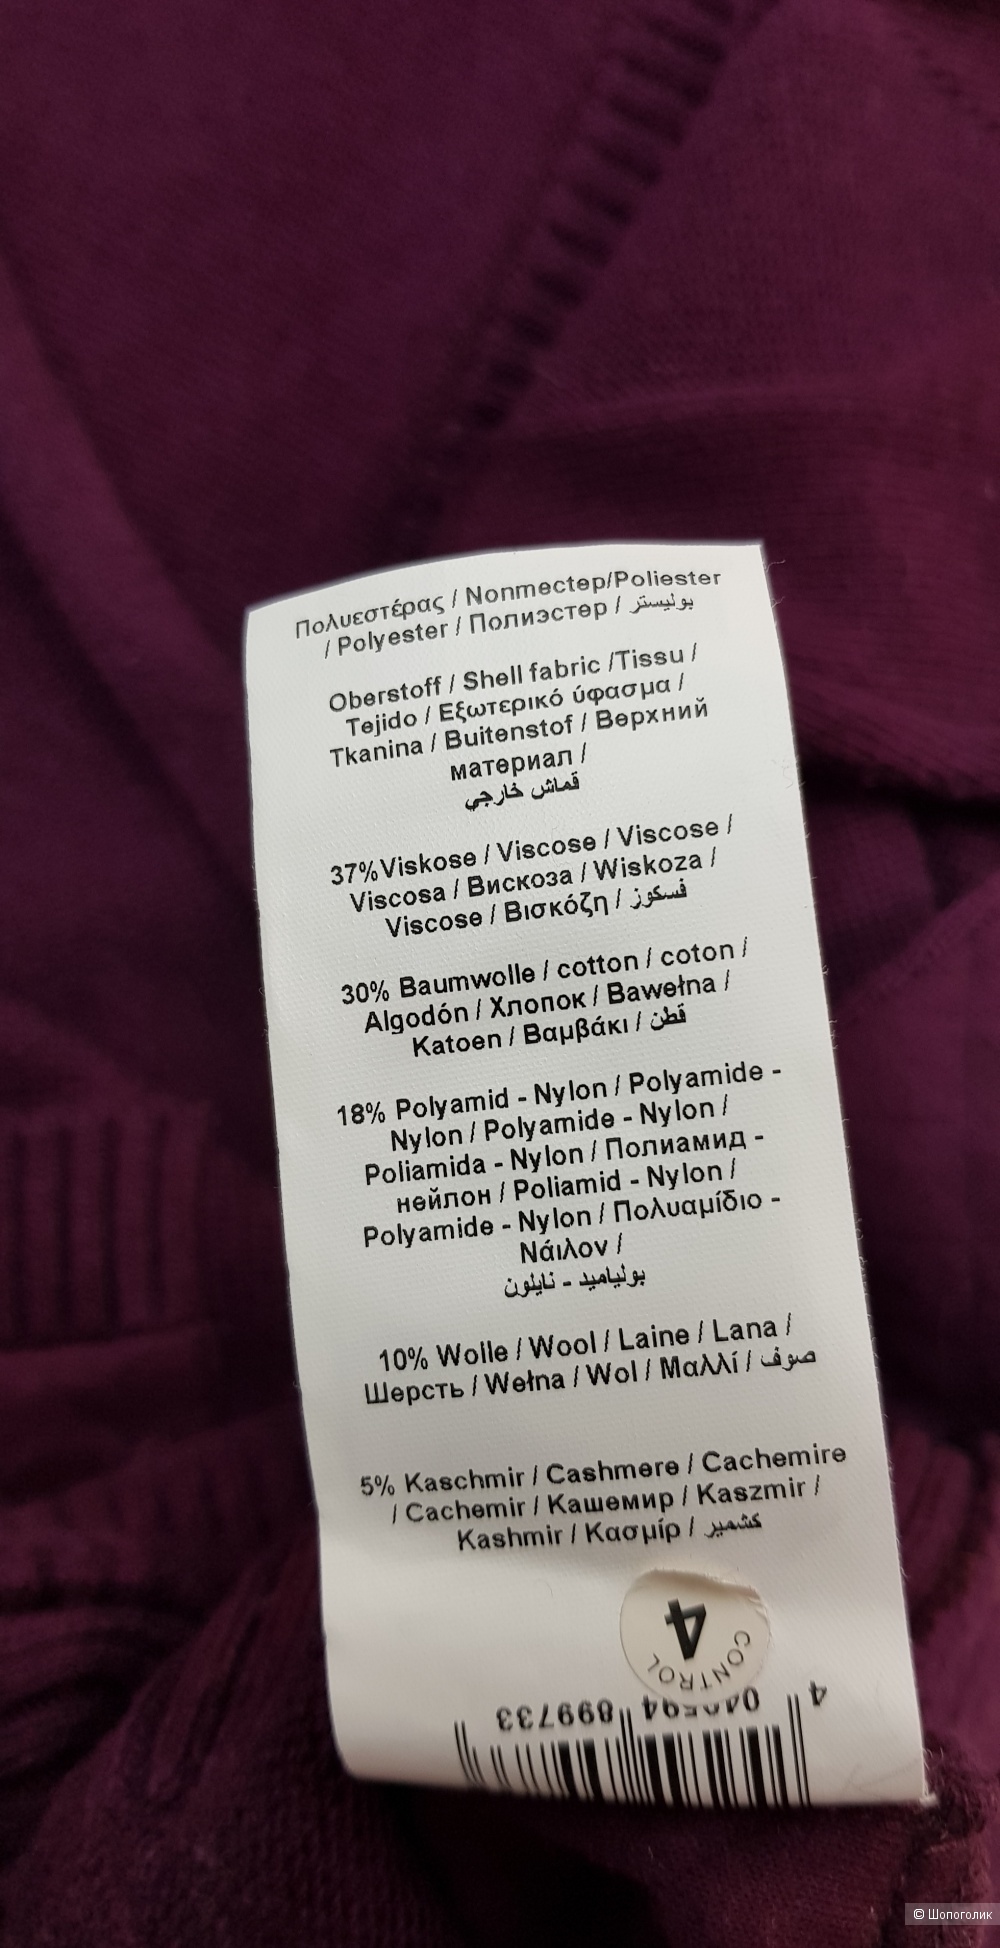 Πολυεστέρας / Nonmecтep/Poliester
/ Polyester / Полиэстер / بوليستر
Oberstoff / Shell fabric /Tissu /
Tejido / Εξωτερικό ύφασμα /
Tkanina / Buitenstof / Верхний
материал /
قماش خارجي
37%Viskose / Viscose / Viscose /
Viscosa / Вискоза / Wiskoza /
Viscose / Βισκόζη / فسكوز
30% Baumwolle / cotton / coton /
Algodón / Хлопок / Bawełna /
Katoen / Βαμβάκι / قطن
18% Polyamid - Nylon / Polyamide -
Nylon / Polyamide - Nylon /
Poliamida - Nylon / Полиамид -
нейлон / Poliamid - Nylon /
Polyamide - Nylon / Πολυαμίδιο -
Νάιλον /
بولياميد - نايلون
10% Wolle / Wool / Laine / Lana /
Шерсть / Wełna / Wol / Μαλλί / صوف
5% Kaschmir / Cashmere / Cachemire
/ Cachemir / Кашемир / Kaszmir /
Kashmir / Κασμίρ / كشمير
4
CONTROL
4 899733
© Шопоголик